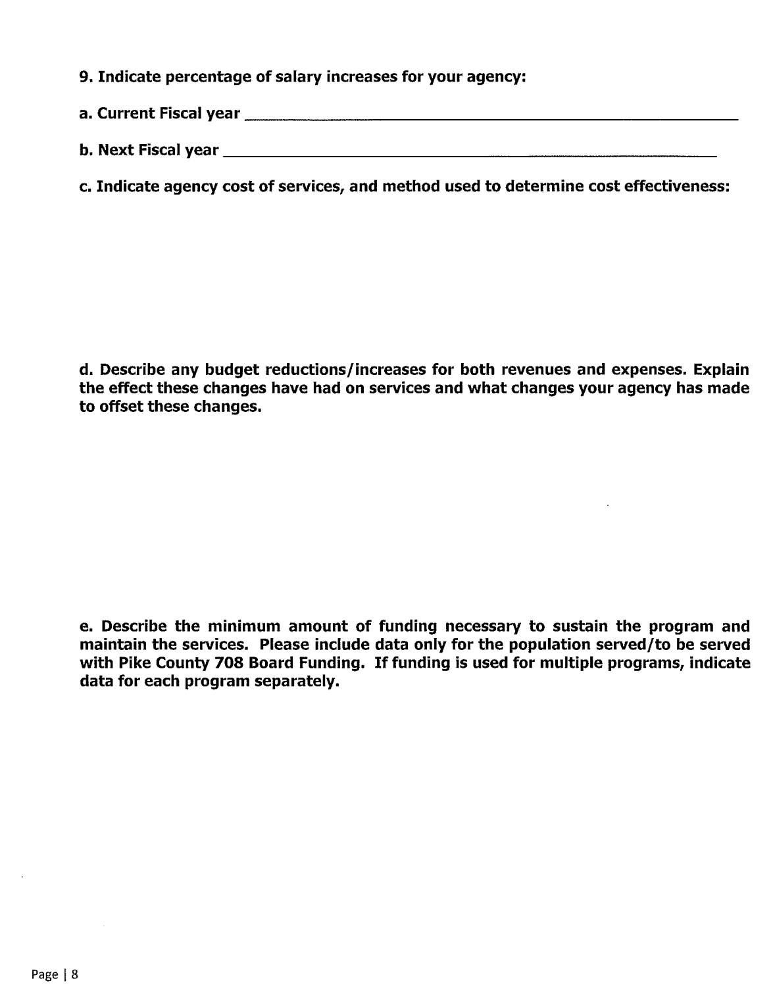 9. Indicate percentage of salary increases for your agency:
a. Current Fiscal year
b. Next Fiscal year
c. Indicate agency cost of services, and method used to determine cost effectiveness:
d. Describe any budget reductions/increases for both revenues and expenses. Explain
the effect these changes have had on services and what changes your agency has made
to offset these changes.
e. Describe the minimum amount of funding necessary to sustain the program and
maintain the services. Please include data only for the population served/to be served
with Pike County 708 Board Funding. If funding is used for multiple programs, indicate
data for each program separately.
Page | 8